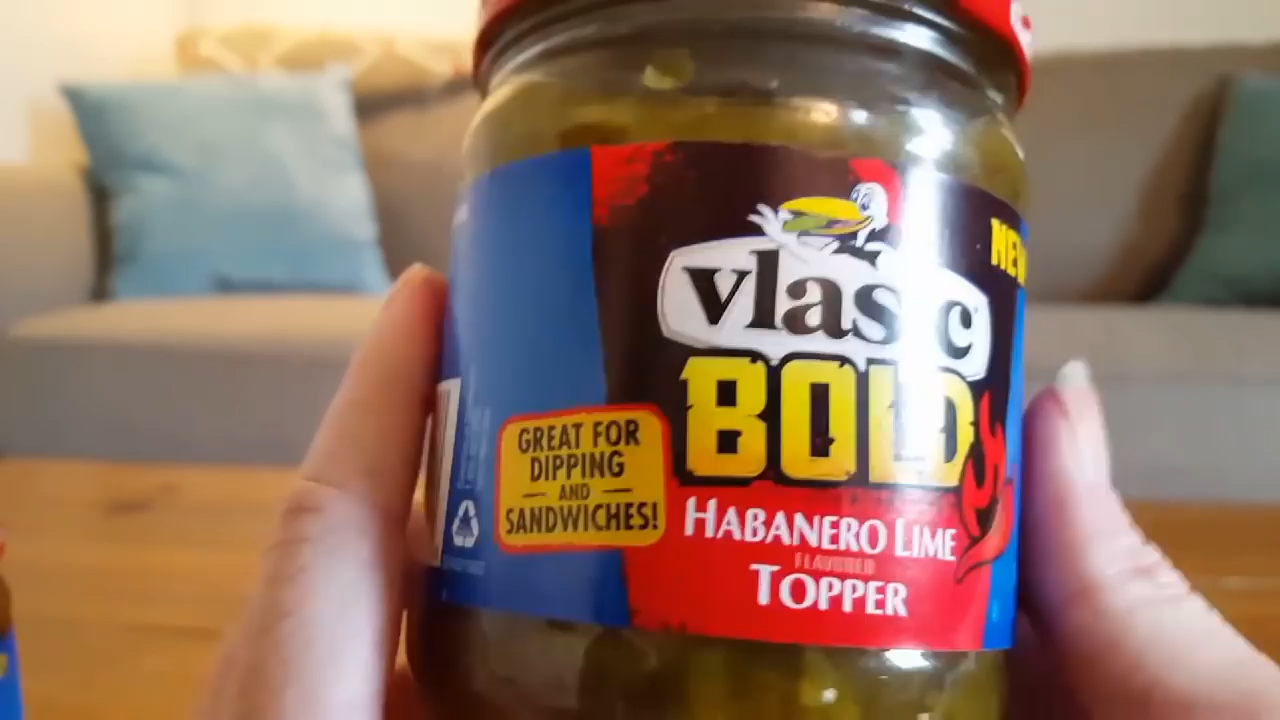 NEW
vlasic
BOLD
GREAT FOR
DIPPING
AND
SANDWICHES!
HABANERO LIME
FLAVORED
TOPPER